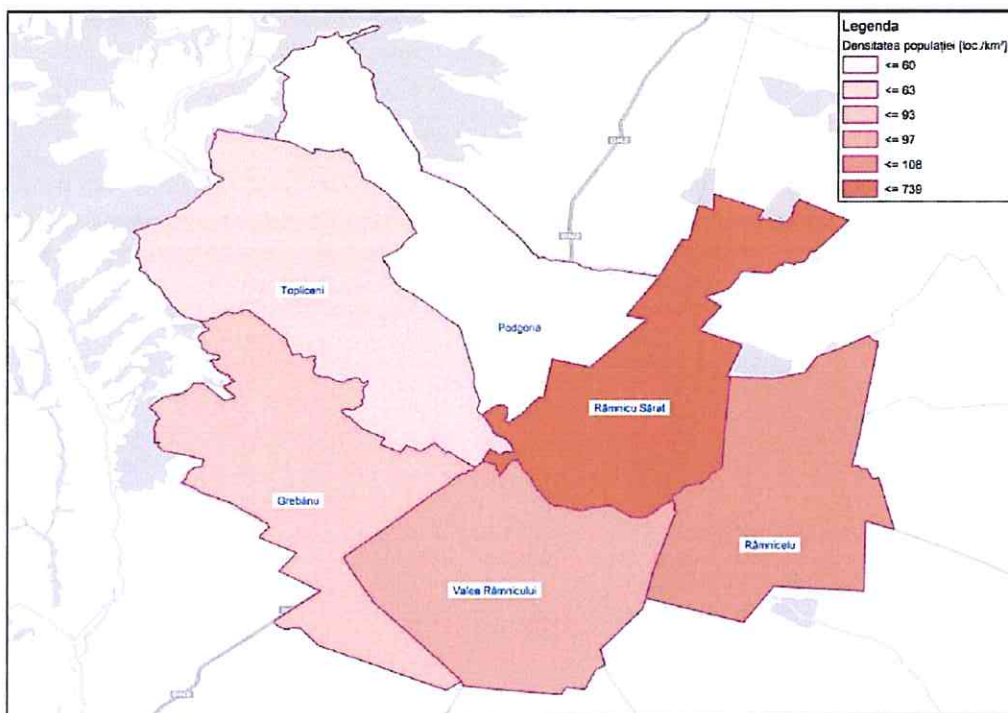 Legenda
Densitatea populației [loc./km²]
<= 60
<= 63
<= 93
<= 97
<= 108
<= 739
Topliceni
Podgoria
Râmnicu Sărat
Grebănu
Râmnicelu
Valea Râmnicului